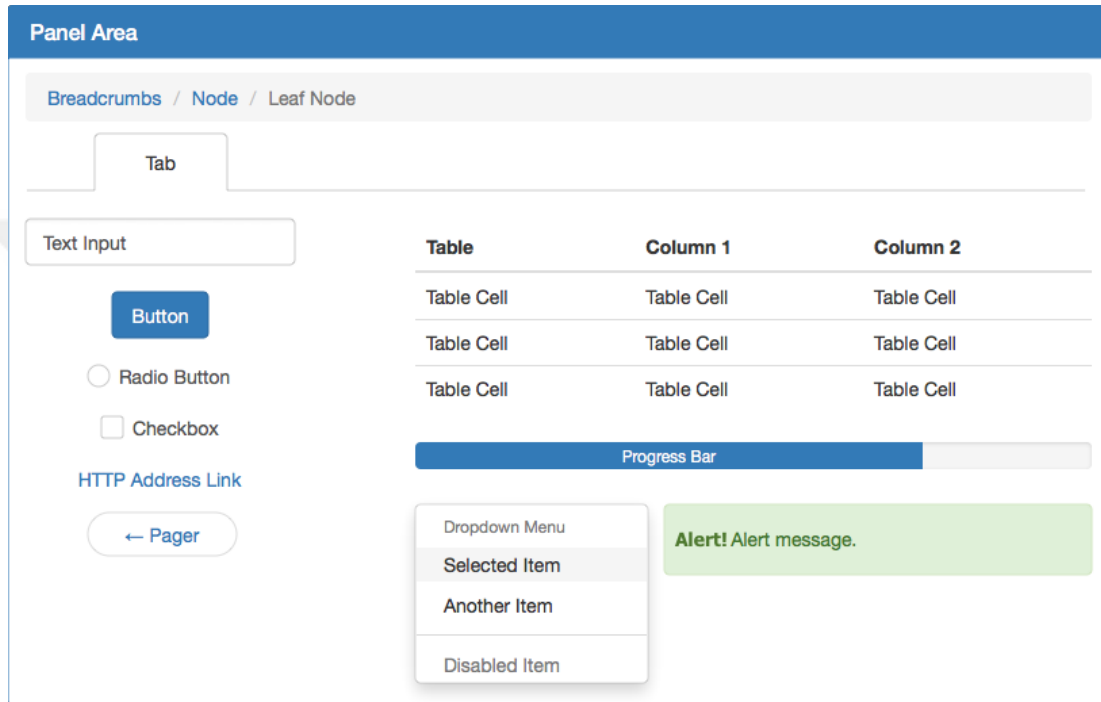 Panel Area
Breadcrumbs / Node / Leaf Node
Tab
Text Input
Button
Radio Button
Checkbox
HTTP Address Link
← Pager
Table Column 1 Column 2
Table Cell Table Cell Table Cell
Table Cell Table Cell Table Cell
Table Cell Table Cell Table Cell
Progress Bar
Dropdown Menu
Selected Item
Another Item
Disabled Item
Alert! Alert message.